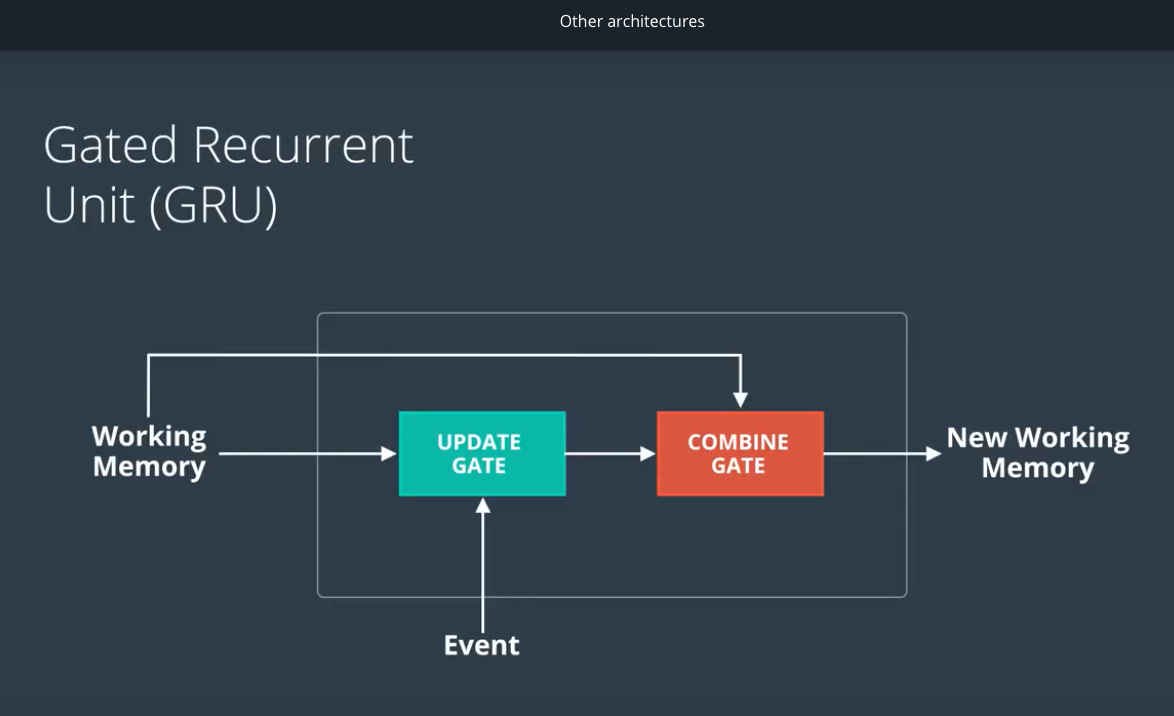 Other architectures
Gated Recurrent
Unit (GRU)
Working
Memory
UPDATE
GATE
COMBINE
GATE
New Working
Memory
Event